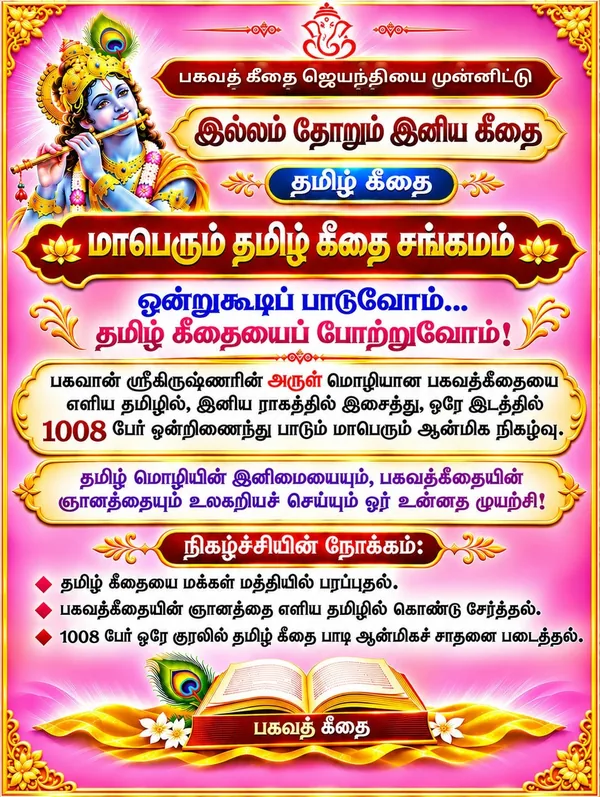 பகவத் கீதை ஜெயந்தியை முன்னிட்டு
இல்லம் தோறும் இனிய கீதை
தமிழ் கீதை
மாபெரும் தமிழ் கீதை சங்கமம்
ஒன்றுகூடிப் பாடுவோம்...
தமிழ் கீதையைப் போற்றுவோம்!
பகவான் ஸ்ரீகிருஷ்ணரின் அருள் மொழியான பகவத்கீதையை
எளிய தமிழில், இனிய ராகத்தில் இசைத்து, ஒரே இடத்தில்
1008 பேர் ஒன்றிணைந்து பாடும் மாபெரும் ஆன்மிக நிகழ்வு.
தமிழ் மொழியின் இனிமையையும், பகவத்கீதையின்
ஞானத்தையும் உலகறியச் செய்யும் ஓர் உன்னத முயற்சி!
நிகழ்ச்சியின் நோக்கம்:
தமிழ் கீதையை மக்கள் மத்தியில் பரப்புதல்.
பகவத்கீதையின் ஞானத்தை எளிய தமிழில் கொண்டு சேர்த்தல்.
1008 பேர் ஒரே குரலில் தமிழ் கீதை பாடி ஆன்மிகச் சாதனை படைத்தல்.
பகவத் கீதை